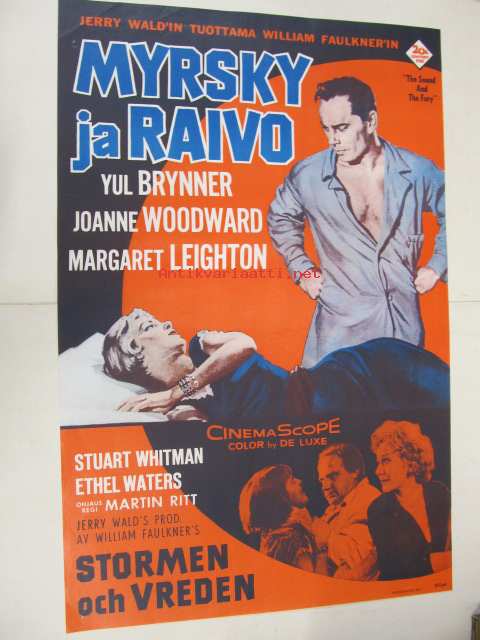 JERRY WALD'IN TUOTTAMA WILLIAM FAULKNER'IN
20
MYRSKY
"The Sound
And
The Fury"
ja RAIVO
YUL BRYNNER
JOANNE WOODWARD
MARGARET LEIGHTON
Antikvariaatti.net
CINEMASCOPE
COLOR by DE LUXE
STUART WHITMAN
ETHEL WATERS
OHJAUS
REGI MARTIN RITT
JERRY WALD'S PROD.
AV WILLIAM FAULKNER'S
STORMEN
och VREDEN